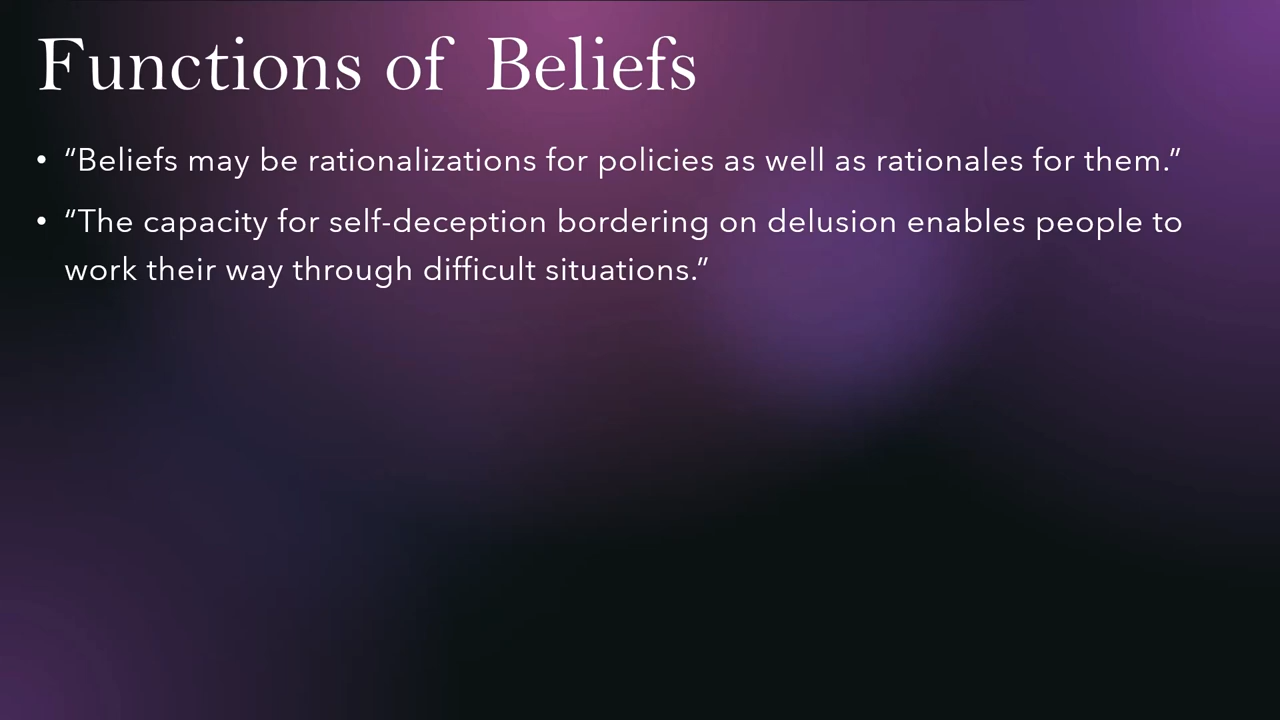 Functions of Beliefs
• “Beliefs may be rationalizations for policies as well as rationales for them.”
• “The capacity for self-deception bordering on delusion enables people to
work their way through difficult situations.”